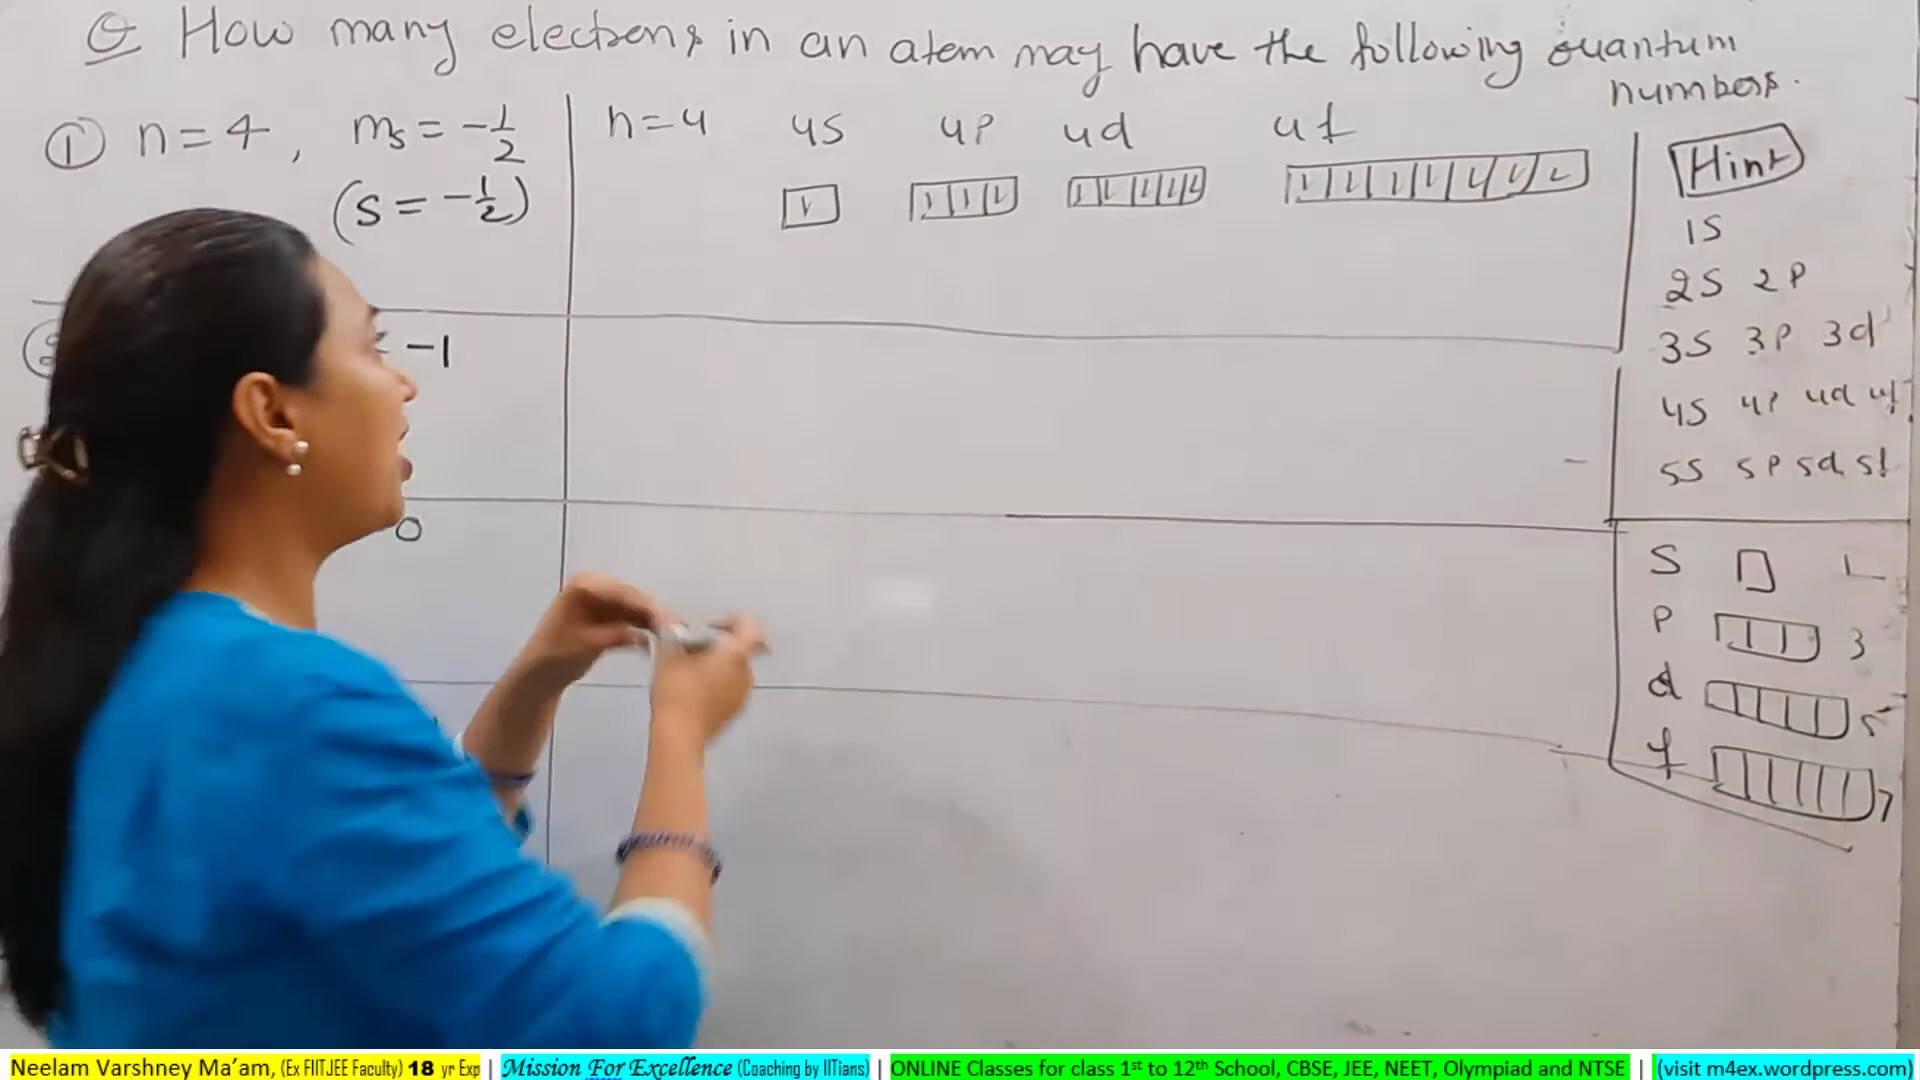 Q How many electrons in an atom may have the following quantum
numbers.
① n = 4 , ms = -1/2
(s = -1/2)
n = 4 4s 4p 4d 4f
-1
0
Hint
1s
2s 2p
3s 3p 3d
4s 4p 4d 4f
5s 5p 5d 5f
s 1
p 3
d 5
f 7
Neelam Varshney Ma’am, (Ex FIITJEE Faculty) 18 yr Exp | Mission For Excellence (Coaching by IITians) | ONLINE Classes for class 1st to 12th School, CBSE, JEE, NEET, Olympiad and NTSE | (visit m4ex.wordpress.com)